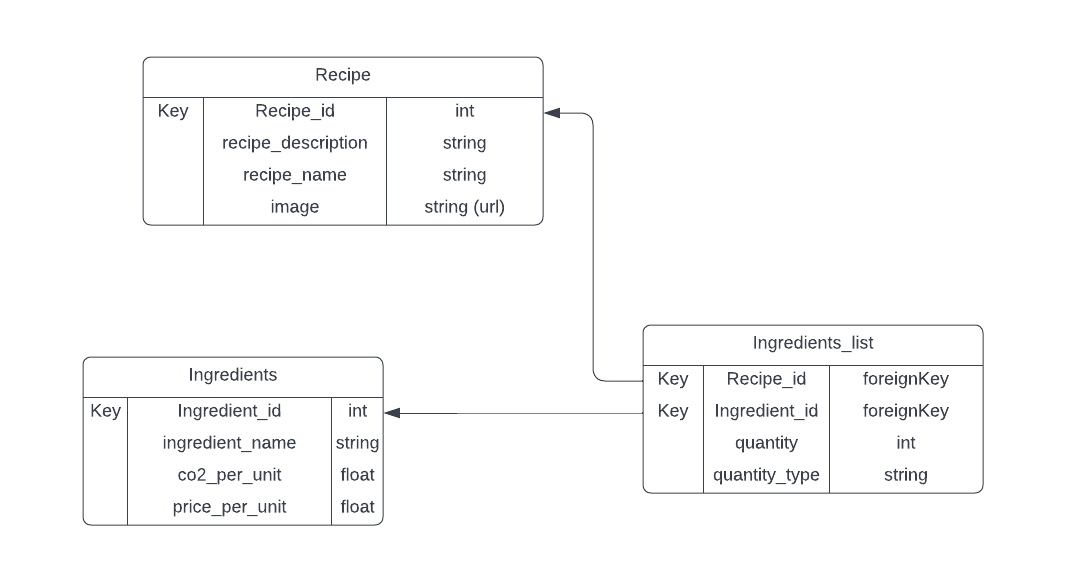 Recipe
Key Recipe_id int
recipe_description string
recipe_name string
image string (url)
Ingredients_list
Key Recipe_id foreignKey
Key Ingredient_id foreignKey
quantity int
quantity_type string
Ingredients
Key Ingredient_id int
ingredient_name string
co2_per_unit float
price_per_unit float